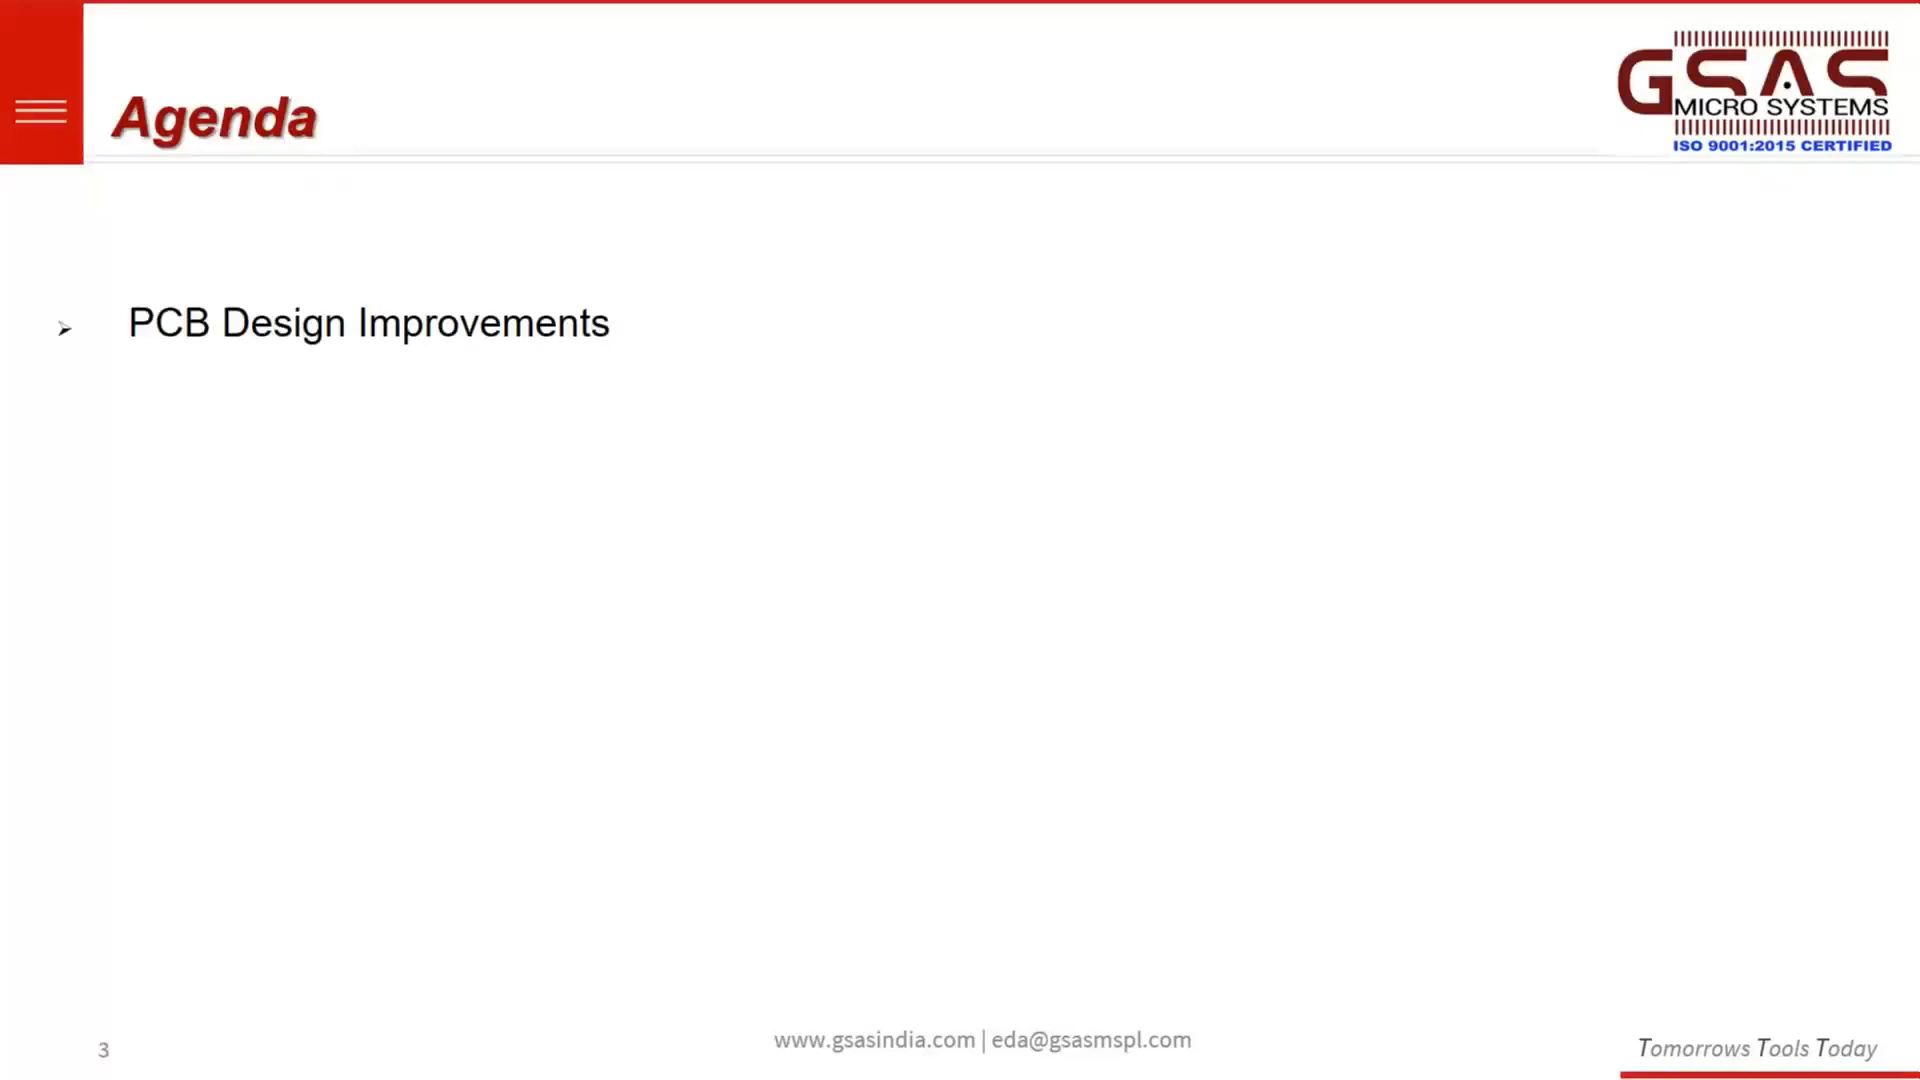 Agenda
GSAS
MICRO SYSTEMS
ISO 9001:2015 CERTIFIED
PCB Design Improvements
3
www.gsasindia.com | eda@gsasmspl.com
Tomorrows Tools Today